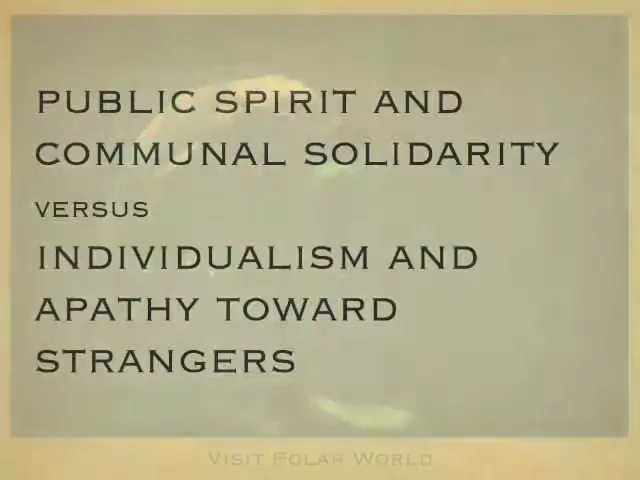 PUBLIC SPIRIT AND
COMMUNAL SOLIDARITY
VERSUS
INDIVIDUALISM AND
APATHY TOWARD
STRANGERS
VISIT POLAR WORLD